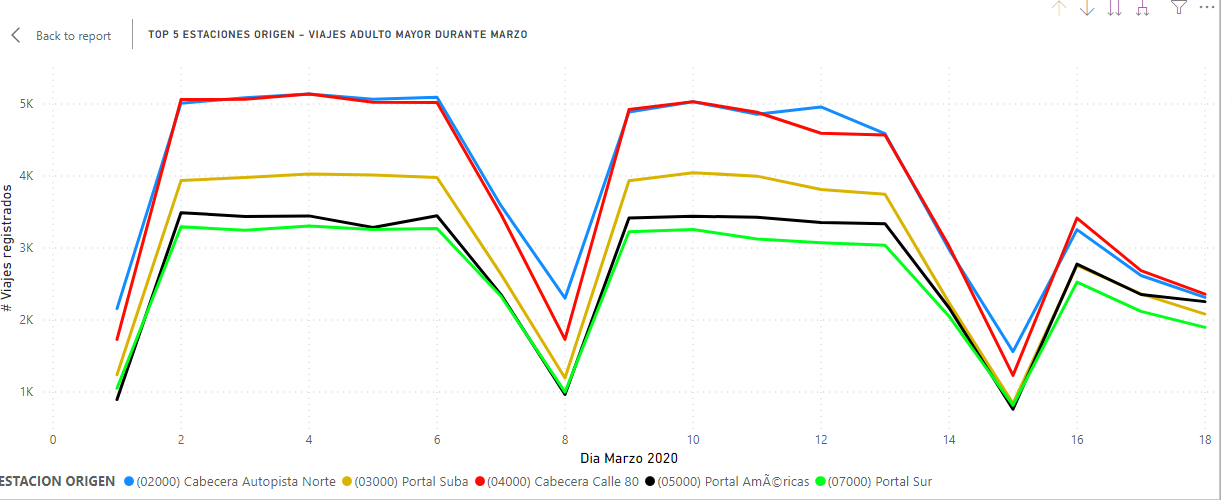 Back to report
TOP 5 ESTACIONES ORIGEN – VIAJES ADULTO MAYOR DURANTE MARZO
# Viajes registrados
5K
4K
3K
2K
1K
0 2 4 6 8 10 12 14 16 18
Dia Marzo 2020
ESTACION ORIGEN (02000) Cabecera Autopista Norte (03000) Portal Suba (04000) Cabecera Calle 80 (05000) Portal AmÃ©ricas (07000) Portal Sur